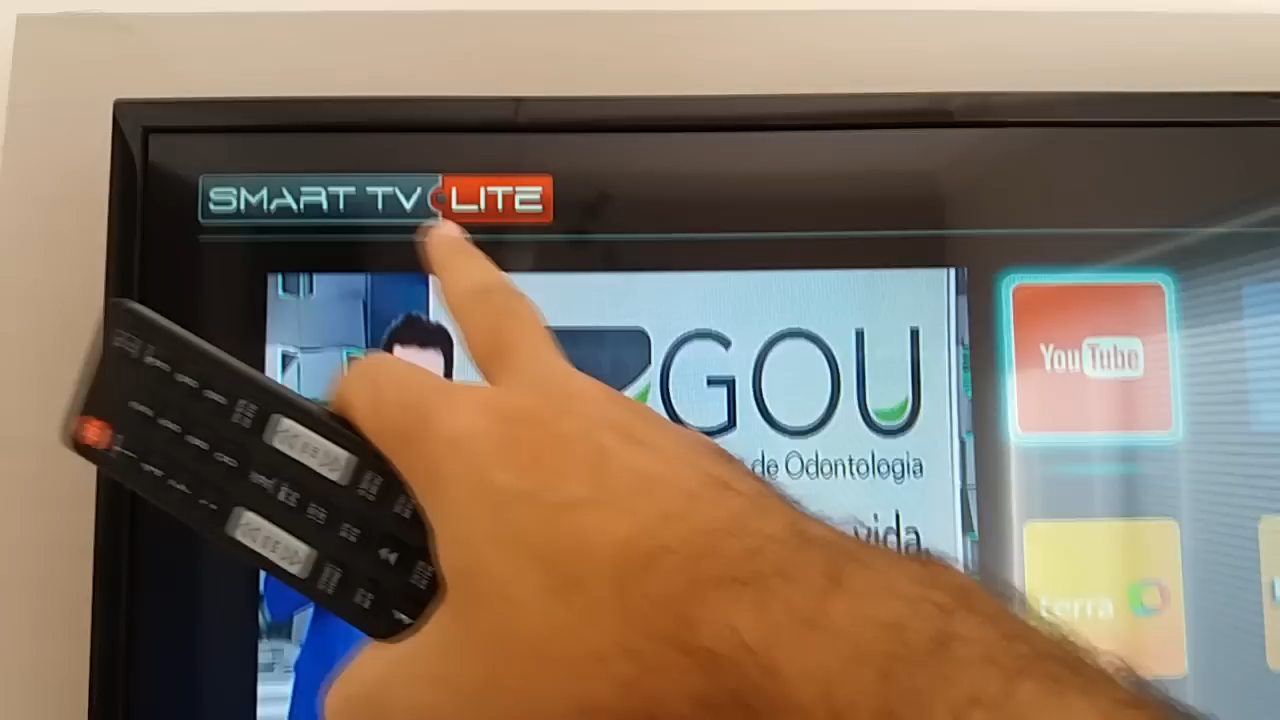 SMART TV LITE
GOU
de Odontologia
vida
YouTube
terra